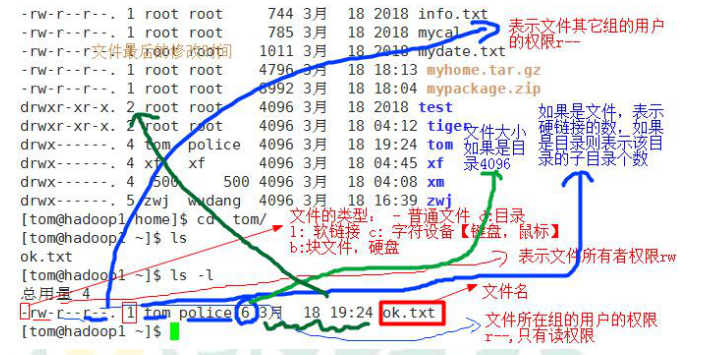 -rw-r--r--. 1 root root 744 3月 18 2018 info.txt
-rw-r--r--. 1 root root 785 3月 18 2018 mycal
表示文件其它组的用户
的权限r--
文件最后的修改时间
-rw-r--r--. 1 root root 1011 3月 18 2018 mydate.txt
-rw-r--r--. 1 root root 4796 3月 18 18:13 myhome.tar.gz
-rw-r--r--. 1 root root 8992 3月 18 18:04 mypackage.zip
drwxr-xr-x. 2 root root 4096 3月 18 2018 test
drwxr-xr-x. 2 root root 4096 3月 18 04:12 tiger
drwx------. 4 tom police 4096 3月 18 19:24 tom
drwx------. 4 xf xf 4096 3月 18 04:45 xf
drwx------. 4 500 500 4096 3月 18 04:08 xm
drwx------. 5 zwj wudang 4096 3月 18 16:39 zwj
文件大小
如果是目
录4096
如果是文件，表示
硬链接的数，如果
是目录则表示该目
录的子目录个数
[tom@hadoop1 home]$ cd tom/
[tom@hadoop1 ~]$ ls
ok.txt
文件的类型： - 普通文件 d:目录
l: 软链接 c: 字符设备【键盘，鼠标】
b:块文件，硬盘
[tom@hadoop1 ~]$ ls -l
表示文件所有者权限rw
总用量 4
文件名
-rw-r--r--. 1 tom police 6 3月 18 19:24 ok.txt
[tom@hadoop1 ~]$
文件所在组的用户的权限
r--,只有读权限